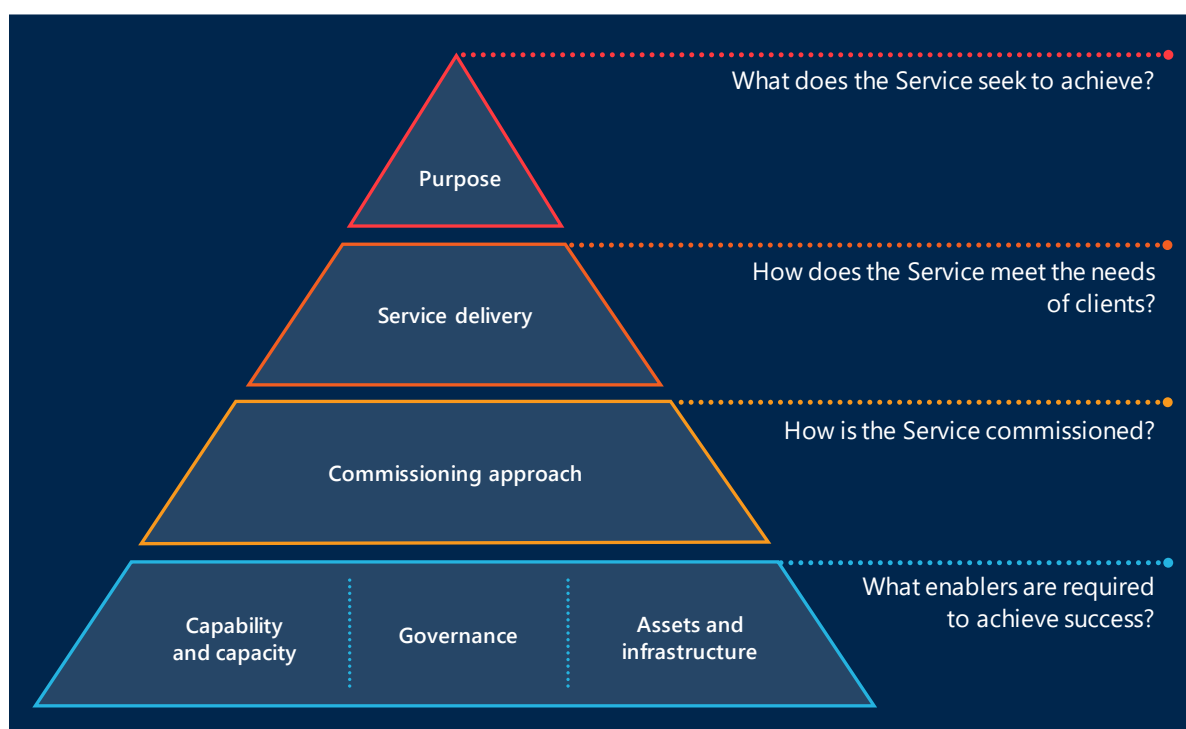 What does the Service seek to achieve?
Purpose
How does the Service meet the needs
of clients?
Service delivery
How is the Service commissioned?
Commissioning approach
What enablers are required
to achieve success?
Capability
and capacity
Governance
Assets and
infrastructure